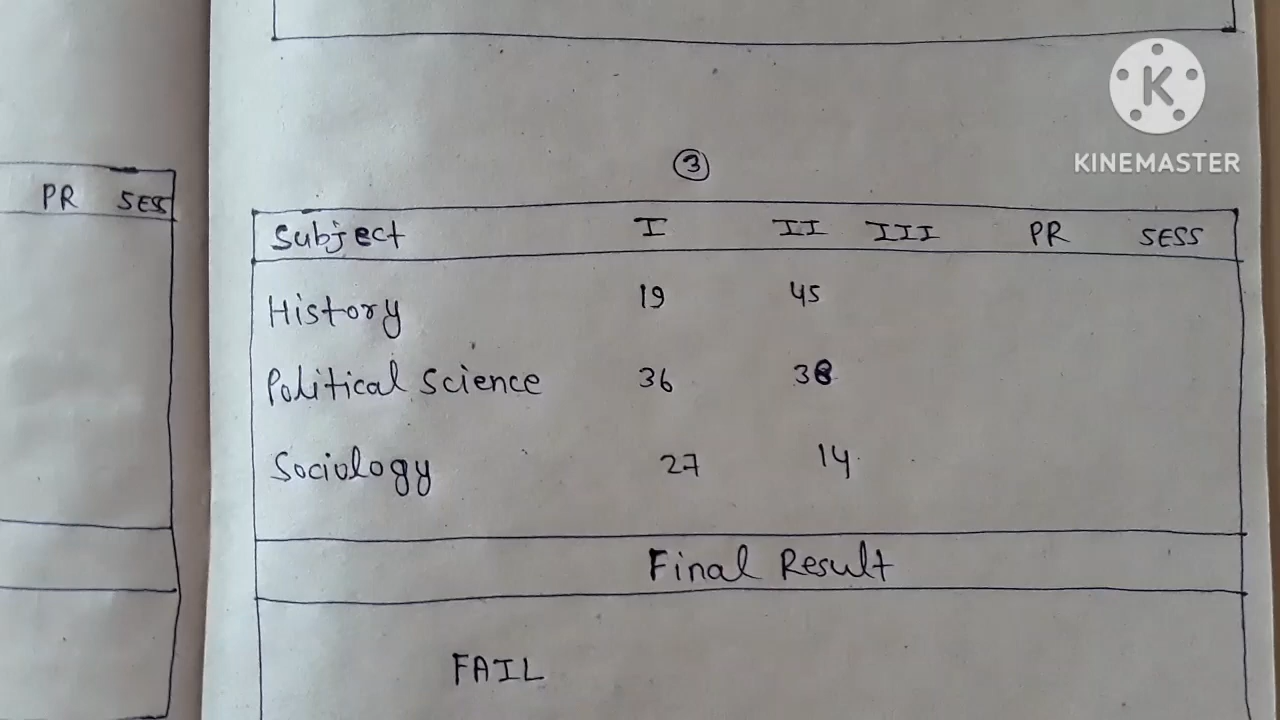 KINEMASTER
PR SESS
3
Subject I II III PR SESS
History 19 45
Political Science 36 38
Sociology 27 14
Final Result
FAIL